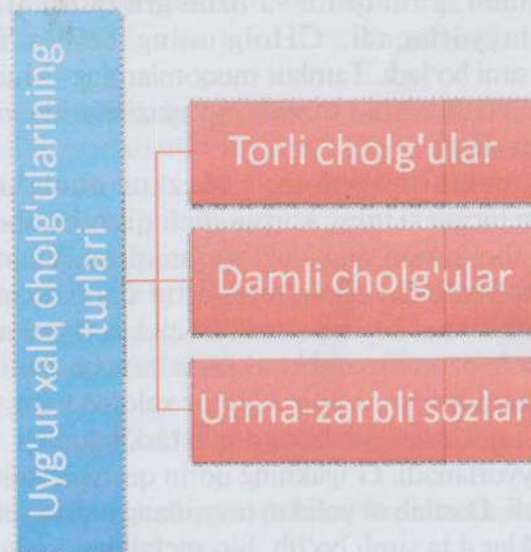 Uyg'ur xalq cholg'ularining
turlari
Torli cholg'ular
Damli cholg'ular
Urma-zarbli sozlar